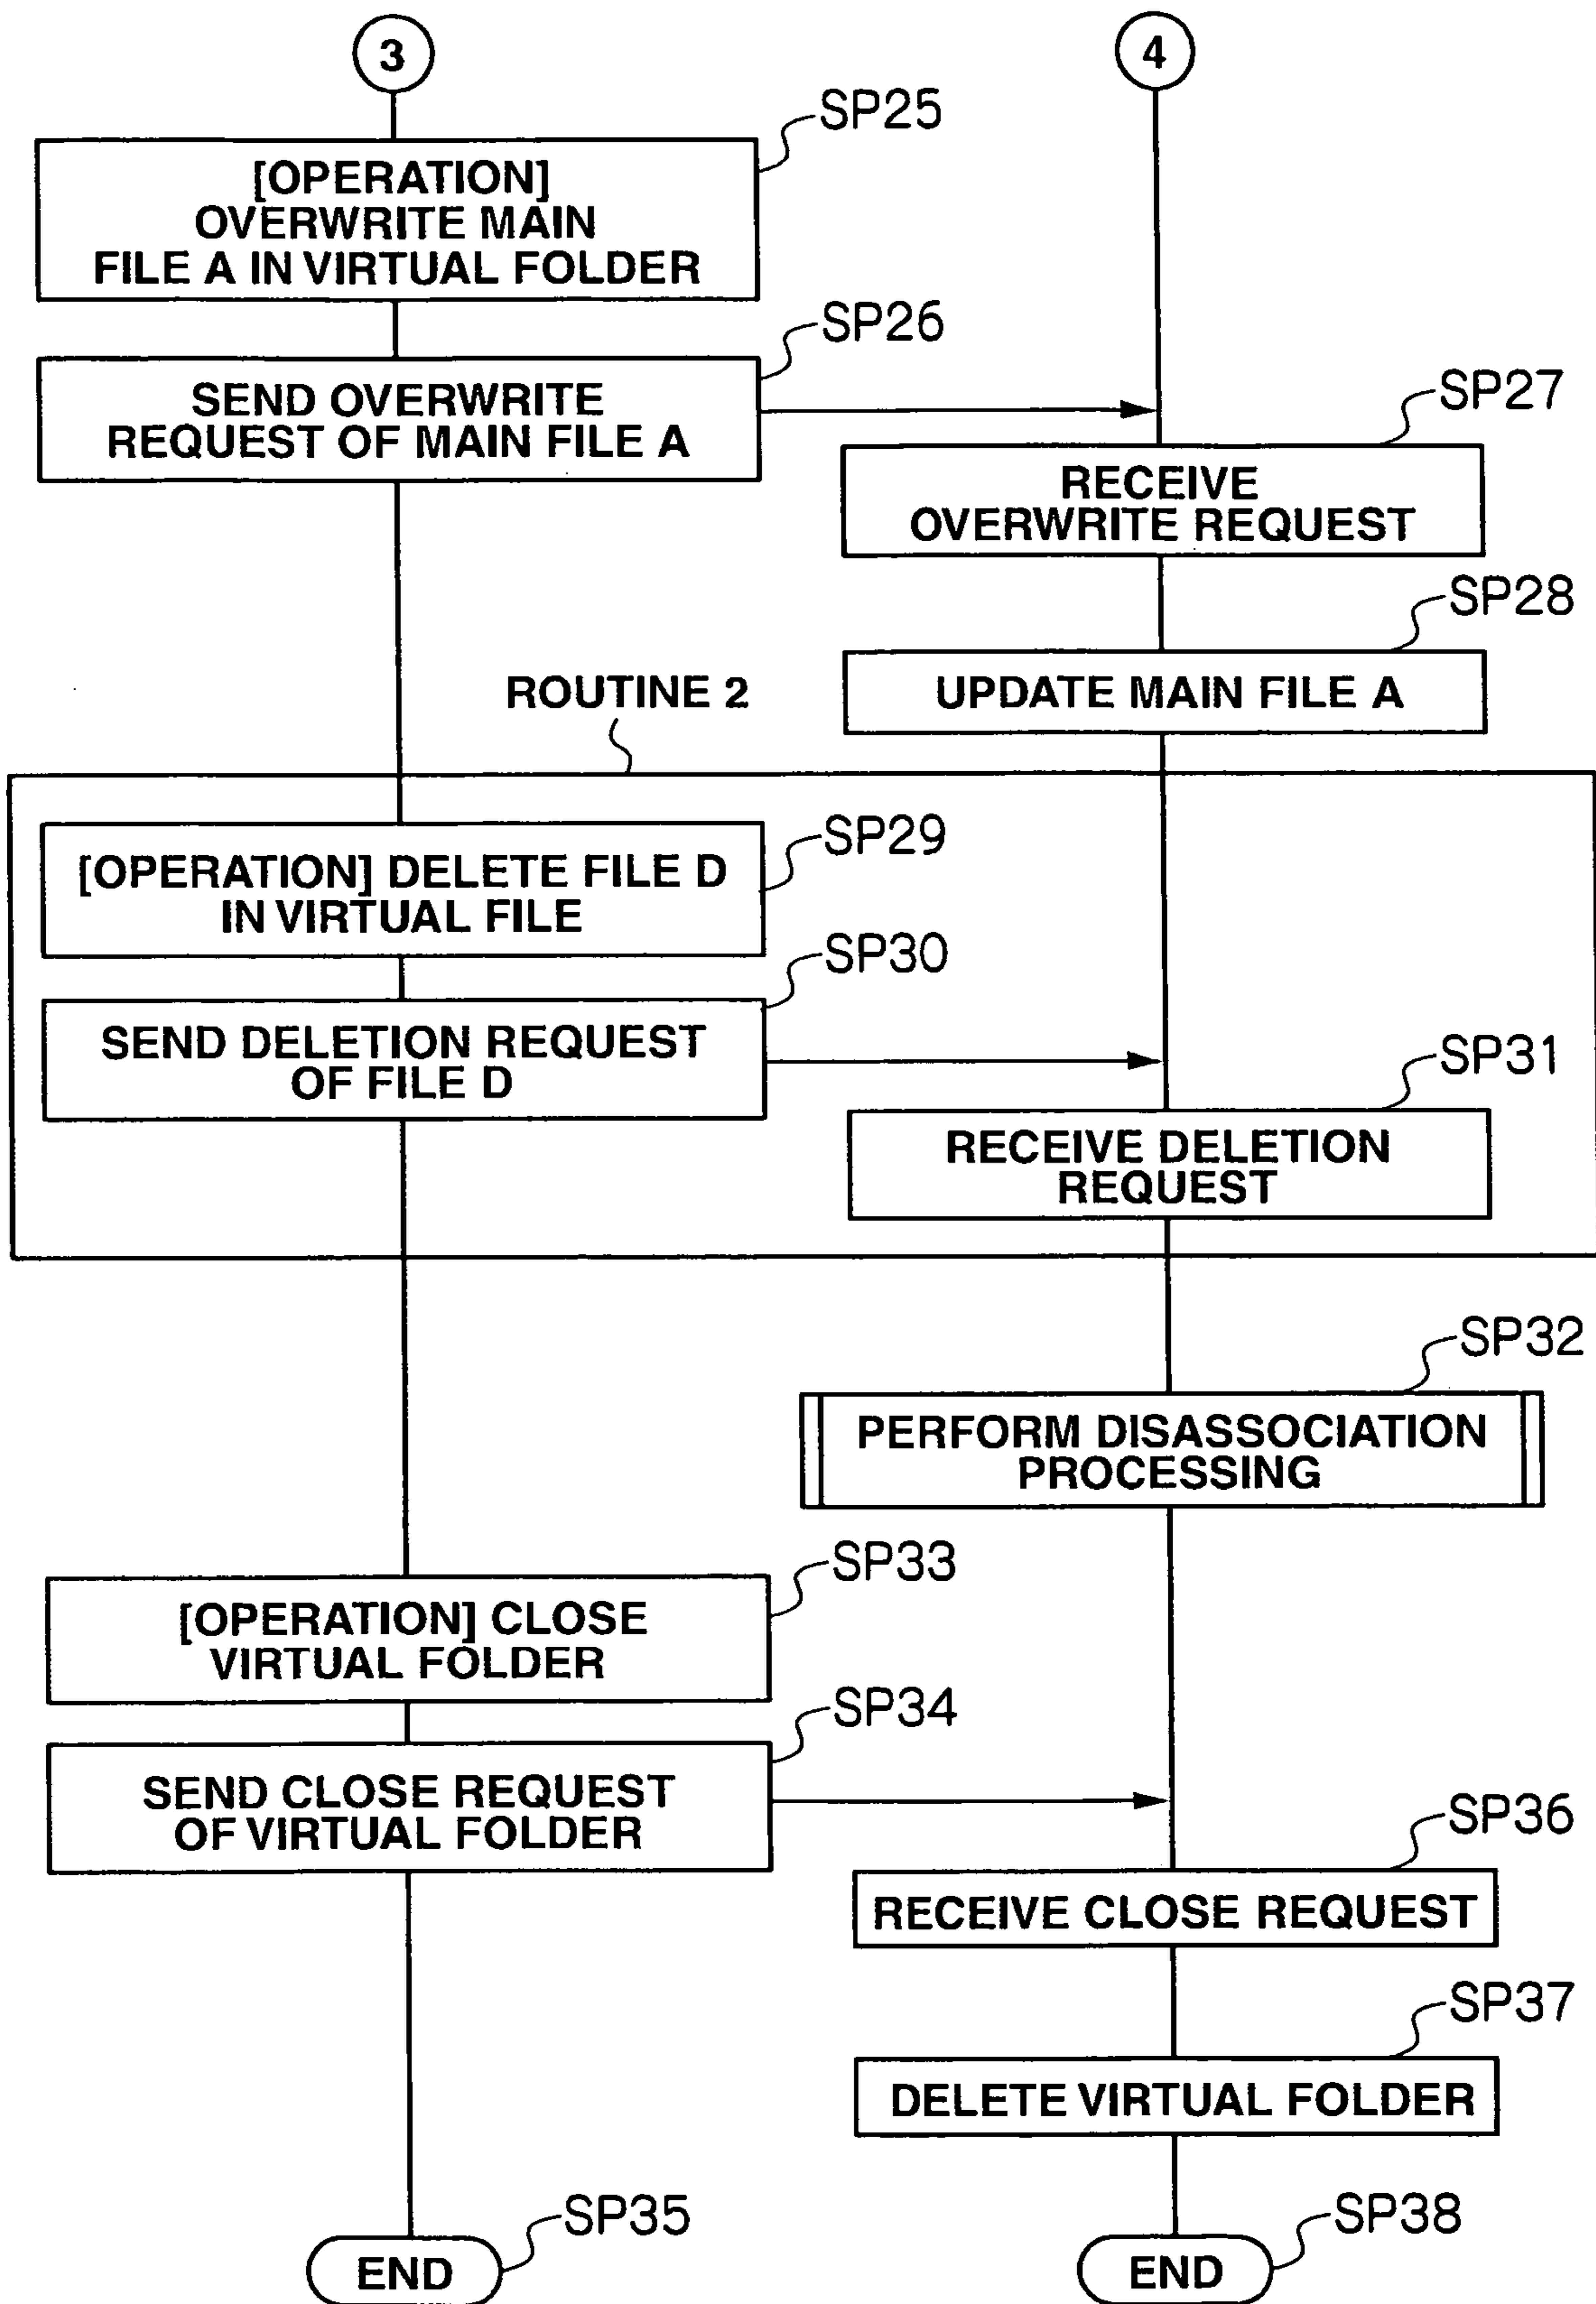 3
4
SP25
[OPERATION]
OVERWRITE MAIN
FILE A IN VIRTUAL FOLDER
SP26
SEND OVERWRITE
REQUEST OF MAIN FILE A
SP27
RECEIVE
OVERWRITE REQUEST
SP28
UPDATE MAIN FILE A
ROUTINE 2
SP29
[OPERATION] DELETE FILE D
IN VIRTUAL FILE
SP30
SEND DELETION REQUEST
OF FILE D
SP31
RECEIVE DELETION
REQUEST
SP32
PERFORM DISASSOCIATION
PROCESSING
SP33
[OPERATION] CLOSE
VIRTUAL FOLDER
SP34
SEND CLOSE REQUEST
OF VIRTUAL FOLDER
SP36
RECEIVE CLOSE REQUEST
SP37
DELETE VIRTUAL FOLDER
SP35
END
SP38
END